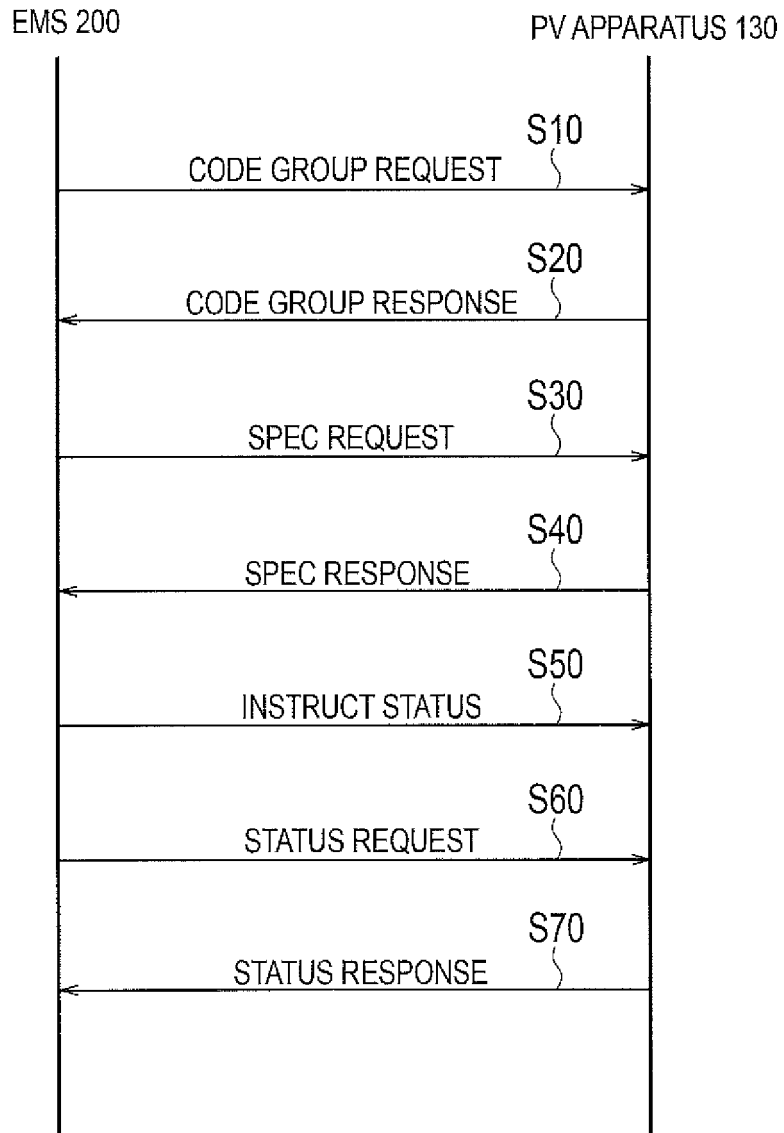 EMS 200
PV APPARATUS 130
S10
CODE GROUP REQUEST
S20
CODE GROUP RESPONSE
S30
SPEC REQUEST
S40
SPEC RESPONSE
S50
INSTRUCT STATUS
S60
STATUS REQUEST
S70
STATUS RESPONSE